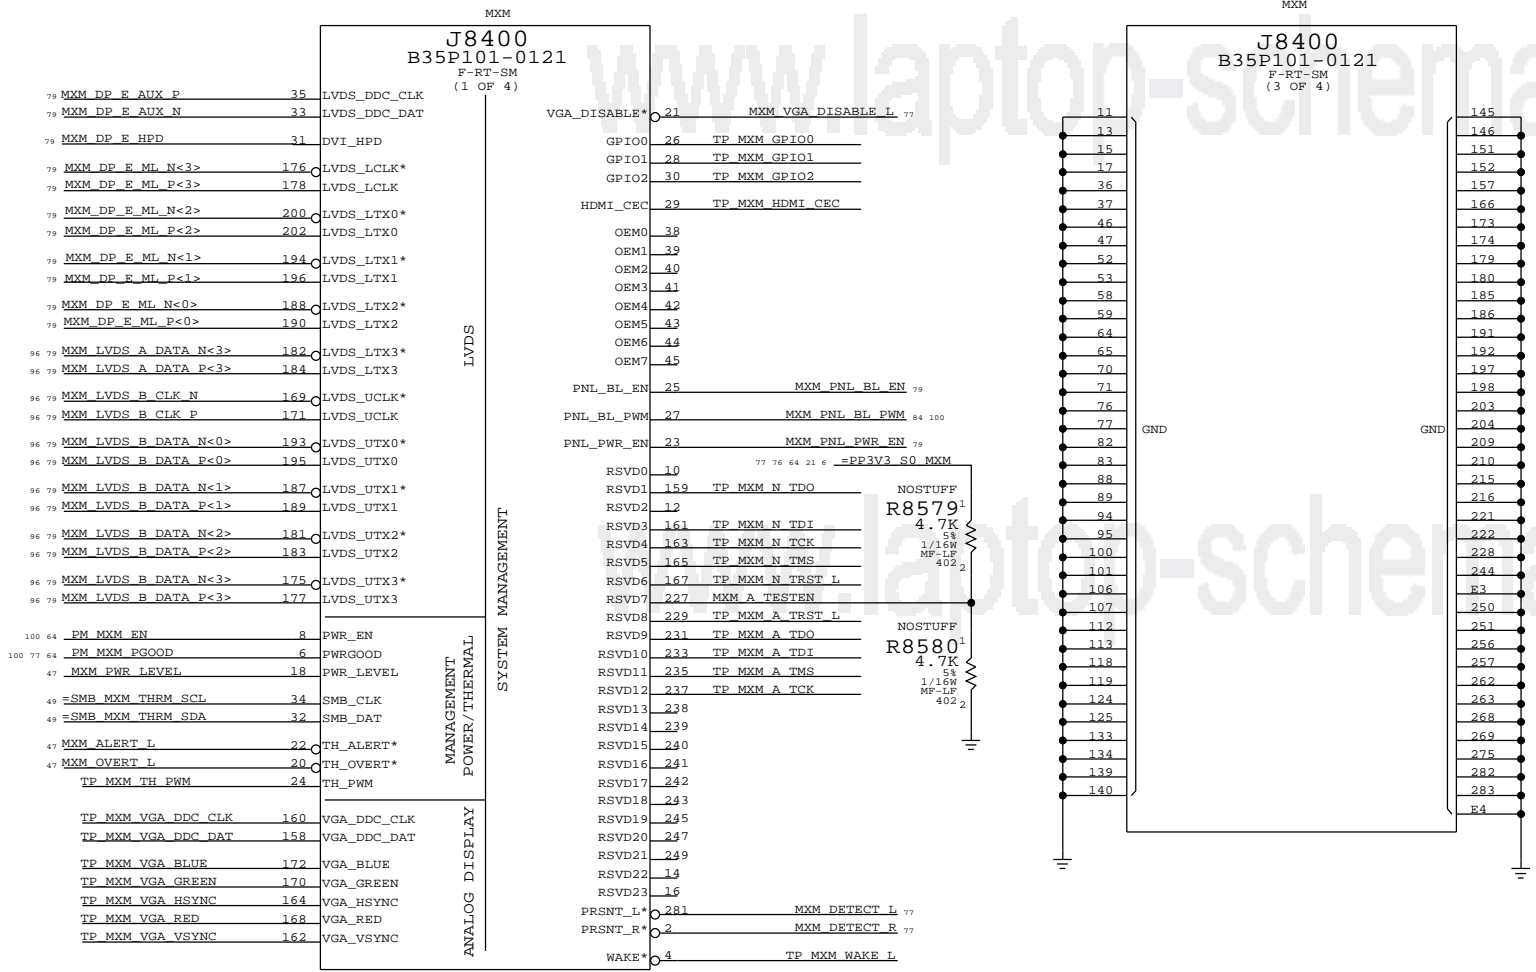 MXM
J8400
B35P101-0121
F-RT-SM
(1 OF 4)
79 MXM_DP_E_AUX_P 35 LVDS_DDC_CLK
79 MXM_DP_E_AUX_N 33 LVDS_DDC_DAT
79 MXM_DP_E_HPD 31 DVI_HPD
79 MXM_DP_E_ML_N<3> 176 LVDS_LCLK*
79 MXM_DP_E_ML_P<3> 178 LVDS_LCLK
79 MXM_DP_E_ML_N<2> 200 LVDS_LTX0*
79 MXM_DP_E_ML_P<2> 202 LVDS_LTX0
79 MXM_DP_E_ML_N<1> 194 LVDS_LTX1*
79 MXM_DP_E_ML_P<1> 196 LVDS_LTX1
79 MXM_DP_E_ML_N<0> 188 LVDS_LTX2*
79 MXM_DP_E_ML_P<0> 190 LVDS_LTX2
96 79 MXM_LVDS_A_DATA_N<3> 182 LVDS_LTX3*
96 79 MXM_LVDS_A_DATA_P<3> 184 LVDS_LTX3
96 79 MXM_LVDS_B_CLK_N 169 LVDS_UCLK*
96 79 MXM_LVDS_B_CLK_P 171 LVDS_UCLK
96 79 MXM_LVDS_B_DATA_N<0> 193 LVDS_UTX0*
96 79 MXM_LVDS_B_DATA_P<0> 195 LVDS_UTX0
96 79 MXM_LVDS_B_DATA_N<1> 187 LVDS_UTX1*
96 79 MXM_LVDS_B_DATA_P<1> 189 LVDS_UTX1
96 79 MXM_LVDS_B_DATA_N<2> 181 LVDS_UTX2*
96 79 MXM_LVDS_B_DATA_P<2> 183 LVDS_UTX2
96 79 MXM_LVDS_B_DATA_N<3> 175 LVDS_UTX3*
96 79 MXM_LVDS_B_DATA_P<3> 177 LVDS_UTX3
100 64 PM_MXM_EN 8 PWR_EN
100 77 64 PM_MXM_PGOOD 6 PWRGOOD
47 MXM_PWR_LEVEL 18 PWR_LEVEL
49 =SMB_MXM_THRM_SCL 34 SMB_CLK
49 =SMB_MXM_THRM_SDA 32 SMB_DAT
47 MXM_ALERT_L 22 TH_ALERT*
47 MXM_OVERT_L 20 TH_OVERT*
TP_MXM_TH_PWM 24 TH_PWM
TP_MXM_VGA_DDC_CLK 160 VGA_DDC_CLK
TP_MXM_VGA_DDC_DAT 158 VGA_DDC_DAT
TP_MXM_VGA_BLUE 172 VGA_BLUE
TP_MXM_VGA_GREEN 170 VGA_GREEN
TP_MXM_VGA_HSYNC 164 VGA_HSYNC
TP_MXM_VGA_RED 168 VGA_RED
TP_MXM_VGA_VSYNC 162 VGA_VSYNC
LVDS
MANAGEMENT
POWER/THERMAL
ANALOG DISPLAY
SYSTEM MANAGEMENT
VGA_DISABLE* 21 MXM_VGA_DISABLE_L 77
GPIO0 26 TP_MXM_GPIO0
GPIO1 28 TP_MXM_GPIO1
GPIO2 30 TP_MXM_GPIO2
HDMI_CEC 29 TP_MXM_HDMI_CEC
OEM0 38
OEM1 39
OEM2 40
OEM3 41
OEM4 42
OEM5 43
OEM6 44
OEM7 45
PNL_BL_EN 25 MXM_PNL_BL_EN 79
PNL_BL_PWM 27 MXM_PNL_BL_PWM 84 100
PNL_PWR_EN 23 MXM_PNL_PWR_EN 79
77 76 64 21 6 =PP3V3_S0_MXM
RSVD0 10
RSVD1 159 TP_MXM_N_TDO
RSVD2 12
RSVD3 161 TP_MXM_N_TDI
RSVD4 163 TP_MXM_N_TCK
RSVD5 165 TP_MXM_N_TMS
RSVD6 167 TP_MXM_N_TRST_L
RSVD7 227 MXM_A_TESTEN
RSVD8 229 TP_MXM_A_TRST_L
RSVD9 231 TP_MXM_A_TDO
RSVD10 233 TP_MXM_A_TDI
RSVD11 235 TP_MXM_A_TMS
RSVD12 237 TP_MXM_A_TCK
RSVD13 238
RSVD14 239
RSVD15 240
RSVD16 241
RSVD17 242
RSVD18 243
RSVD19 245
RSVD20 247
RSVD21 249
RSVD22 14
RSVD23 16
PRSNT_L* 281 MXM_DETECT_L 77
PRSNT_R* 2 MXM_DETECT_R 77
WAKE* 4 TP_MXM_WAKE_L
NOSTUFF
R8579 1
4.7K
5%
1/16W
MF-LF
402 2
NOSTUFF
R8580 1
4.7K
5%
1/16W
MF-LF
402 2
MXM
J8400
B35P101-0121
F-RT-SM
(3 OF 4)
11
13
15
17
36
37
46
47
52
53
58
59
64
65
70
71
76
77
82
83
88
89
94
95
100
101
106
107
112
113
118
119
124
125
133
134
139
140
GND
GND
145
146
151
152
157
166
173
174
179
180
185
186
191
192
197
198
203
204
209
210
215
216
221
222
228
244
E3
250
251
256
257
262
263
268
269
275
282
283
E4
www.laptop-schema
www.laptop-schema